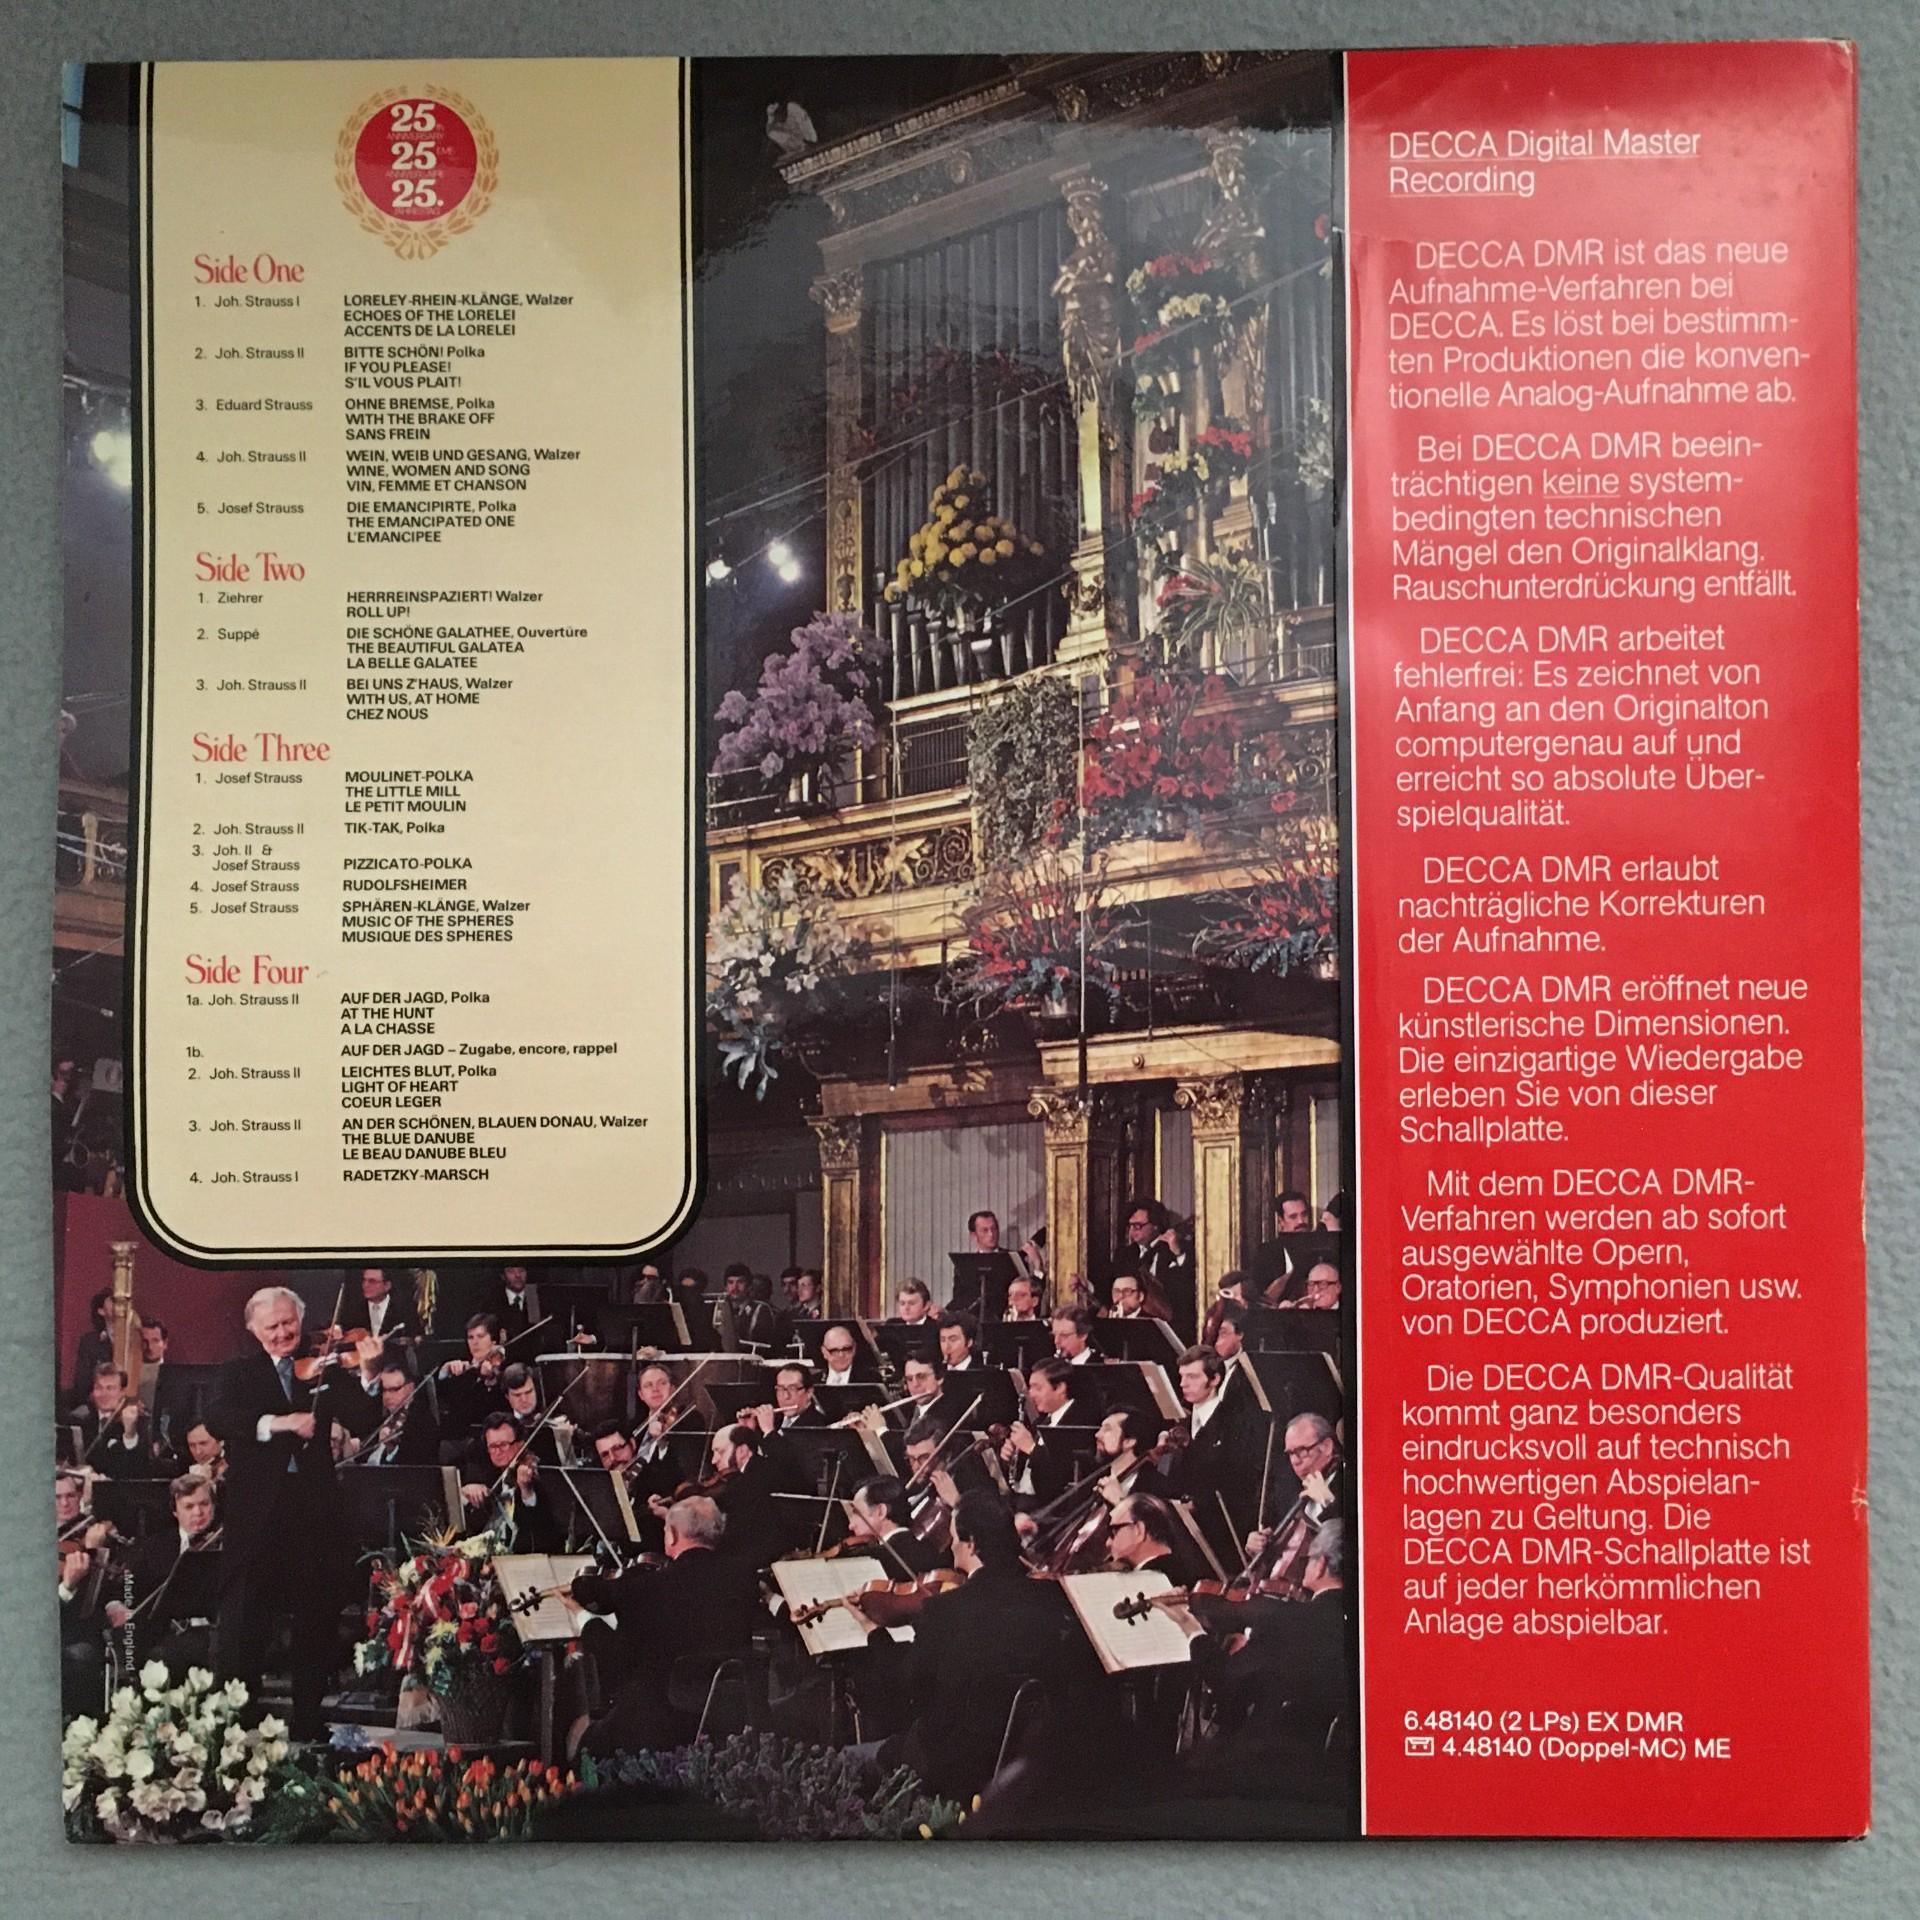 25TH
ANNIVERSARY
25EME
ANNIVERSAIRE
25.
JAHRESTAG
Side One
1. Joh. Strauss I LORELEY-RHEIN-KLÄNGE, Walzer
ECHOES OF THE LORELEI
ACCENTS DE LA LORELEI
2. Joh. Strauss II BITTE SCHÖN! Polka
IF YOU PLEASE!
S'IL VOUS PLAIT!
3. Eduard Strauss OHNE BREMSE, Polka
WITH THE BRAKE OFF
SANS FREIN
4. Joh. Strauss II WEIN, WEIB UND GESANG, Walzer
WINE, WOMEN AND SONG
VIN, FEMME ET CHANSON
5. Josef Strauss DIE EMANCIPIRTE, Polka
THE EMANCIPATED ONE
L'EMANCIPEE
Side Two
1. Ziehrer HERRREINSPAZIERT! Walzer
ROLL UP!
2. Suppé DIE SCHÖNE GALATHEE, Ouvertüre
THE BEAUTIFUL GALATEA
LA BELLE GALATEE
3. Joh. Strauss II BEI UNS Z'HAUS, Walzer
WITH US, AT HOME
CHEZ NOUS
Side Three
1. Josef Strauss MOULINET-POLKA
THE LITTLE MILL
LE PETIT MOULIN
2. Joh. Strauss II TIK-TAK, Polka
3. Joh. II &
Josef Strauss PIZZICATO-POLKA
4. Josef Strauss RUDOLFSHEIMER
5. Josef Strauss SPHÄREN-KLÄNGE, Walzer
MUSIC OF THE SPHERES
MUSIQUE DES SPHERES
Side Four
1a. Joh. Strauss II AUF DER JAGD, Polka
AT THE HUNT
A LA CHASSE
1b. AUF DER JAGD – Zugabe, encore, rappel
2. Joh. Strauss II LEICHTES BLUT, Polka
LIGHT OF HEART
COEUR LEGER
3. Joh. Strauss II AN DER SCHÖNEN, BLAUEN DONAU, Walzer
THE BLUE DANUBE
LE BEAU DANUBE BLEU
4. Joh. Strauss I RADETZKY-MARSCH
Made in England
DECCA Digital Master
Recording
DECCA DMR ist das neue
Aufnahme-Verfahren bei
DECCA. Es löst bei bestimm-
ten Produktionen die konven-
tionelle Analog-Aufnahme ab.
Bei DECCA DMR beein-
trächtigen keine system-
bedingten technischen
Mängel den Originalklang.
Rauschunterdrückung entfällt.
DECCA DMR arbeitet
fehlerfrei: Es zeichnet von
Anfang an den Originalton
computergenau auf und
erreicht so absolute Über-
spielqualität.
DECCA DMR erlaubt
nachträgliche Korrekturen
der Aufnahme.
DECCA DMR eröffnet neue
künstlerische Dimensionen.
Die einzigartige Wiedergabe
erleben Sie von dieser
Schallplatte.
Mit dem DECCA DMR-
Verfahren werden ab sofort
ausgewählte Opern,
Oratorien, Symphonien usw.
von DECCA produziert.
Die DECCA DMR-Qualität
kommt ganz besonders
eindrucksvoll auf technisch
hochwertigen Abspielan-
lagen zu Geltung. Die
DECCA DMR-Schallplatte ist
auf jeder herkömmlichen
Anlage abspielbar.
6.48140 (2 LPs) EX DMR
4.48140 (Doppel-MC) ME